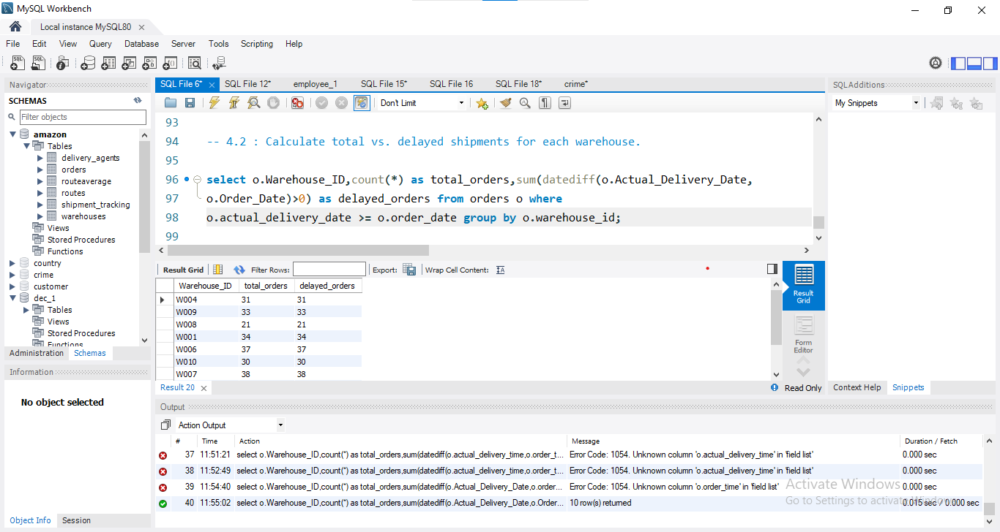 MySQL Workbench
Local instance MySQL80
File Edit View Query Database Server Tools Scripting Help
Navigator
SCHEMAS
Filter objects
amazon
Tables
delivery_agents
orders
routeaverage
routes
shipment_tracking
warehouses
Views
Stored Procedures
Functions
country
crime
customer
dec_1
Tables
Views
Stored Procedures
Functions
Administration Schemas
Information
No object selected
Object Info Session
SQL File 6* SQL File 12* employee_1 SQL File 15* SQL File 16 SQL File 18* crime*
Don't Limit
93
94 -- 4.2 : Calculate total vs. delayed shipments for each warehouse.
95
96 select o.Warehouse_ID,count(*) as total_orders,sum(datediff(o.Actual_Delivery_Date,
97 o.Order_Date)>0) as delayed_orders from orders o where
98 o.actual_delivery_date >= o.order_date group by o.warehouse_id;
99
Result Grid Filter Rows: Export: Wrap Cell Content:
Warehouse_ID total_orders delayed_orders
W004 31 31
W009 33 33
W008 21 21
W001 34 34
W006 37 37
W010 30 30
W007 38 38
Result Grid
Form Editor
Result 20 Read Only
SQLAdditions
My Snippets
Context Help Snippets
Output
Action Output
# Time Action Message Duration / Fetch
37 11:51:21 select o.Warehouse_ID,count(*) as total_orders,sum(datediff(o.actual_delivery_time,o.order_t... Error Code: 1054. Unknown column 'o.actual_delivery_time' in 'field list' 0.000 sec
38 11:52:49 select o.Warehouse_ID,count(*) as total_orders,sum(datediff(o.actual_delivery_time,o.order_t... Error Code: 1054. Unknown column 'o.actual_delivery_time' in 'field list' 0.000 sec
39 11:54:40 select o.Warehouse_ID,count(*) as total_orders,sum(datediff(o.Actual_Delivery_Date,o.order... Error Code: 1054. Unknown column 'o.order_time' in 'field list' 0.000 sec
40 11:55:02 select o.Warehouse_ID,count(*) as total_orders,sum(datediff(o.Actual_Delivery_Date,o.Order... 10 row(s) returned 0.015 sec / 0.000 sec
Activate Windows
Go to Settings to activate Windows.